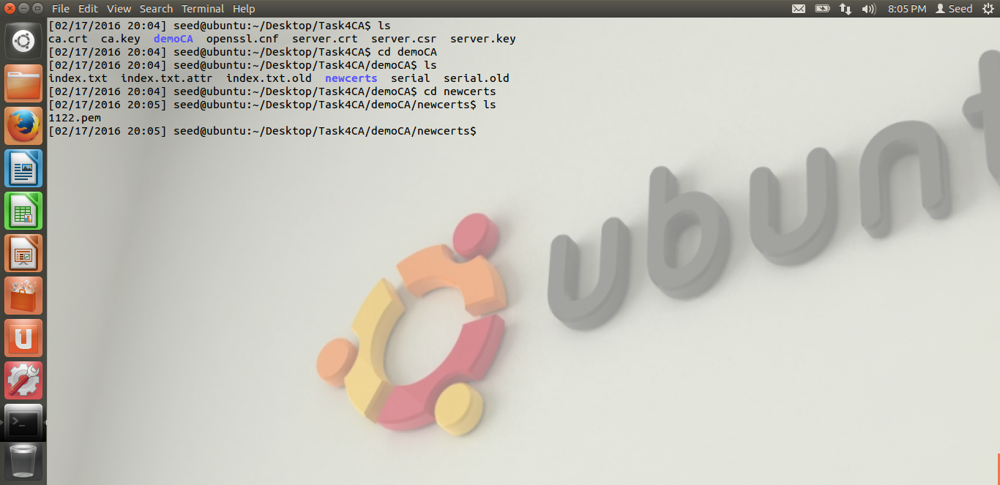 File Edit View Search Terminal Help 8:05 PM Seed
[02/17/2016 20:04] seed@ubuntu:~/Desktop/Task4CA$ ls
ca.crt ca.key demoCA openssl.cnf server.crt server.csr server.key
[02/17/2016 20:04] seed@ubuntu:~/Desktop/Task4CA$ cd demoCA
[02/17/2016 20:04] seed@ubuntu:~/Desktop/Task4CA/demoCA$ ls
index.txt index.txt.attr index.txt.old newcerts serial serial.old
[02/17/2016 20:04] seed@ubuntu:~/Desktop/Task4CA/demoCA$ cd newcerts
[02/17/2016 20:05] seed@ubuntu:~/Desktop/Task4CA/demoCA/newcerts$ ls
1122.pem
[02/17/2016 20:05] seed@ubuntu:~/Desktop/Task4CA/demoCA/newcerts$
ubunt